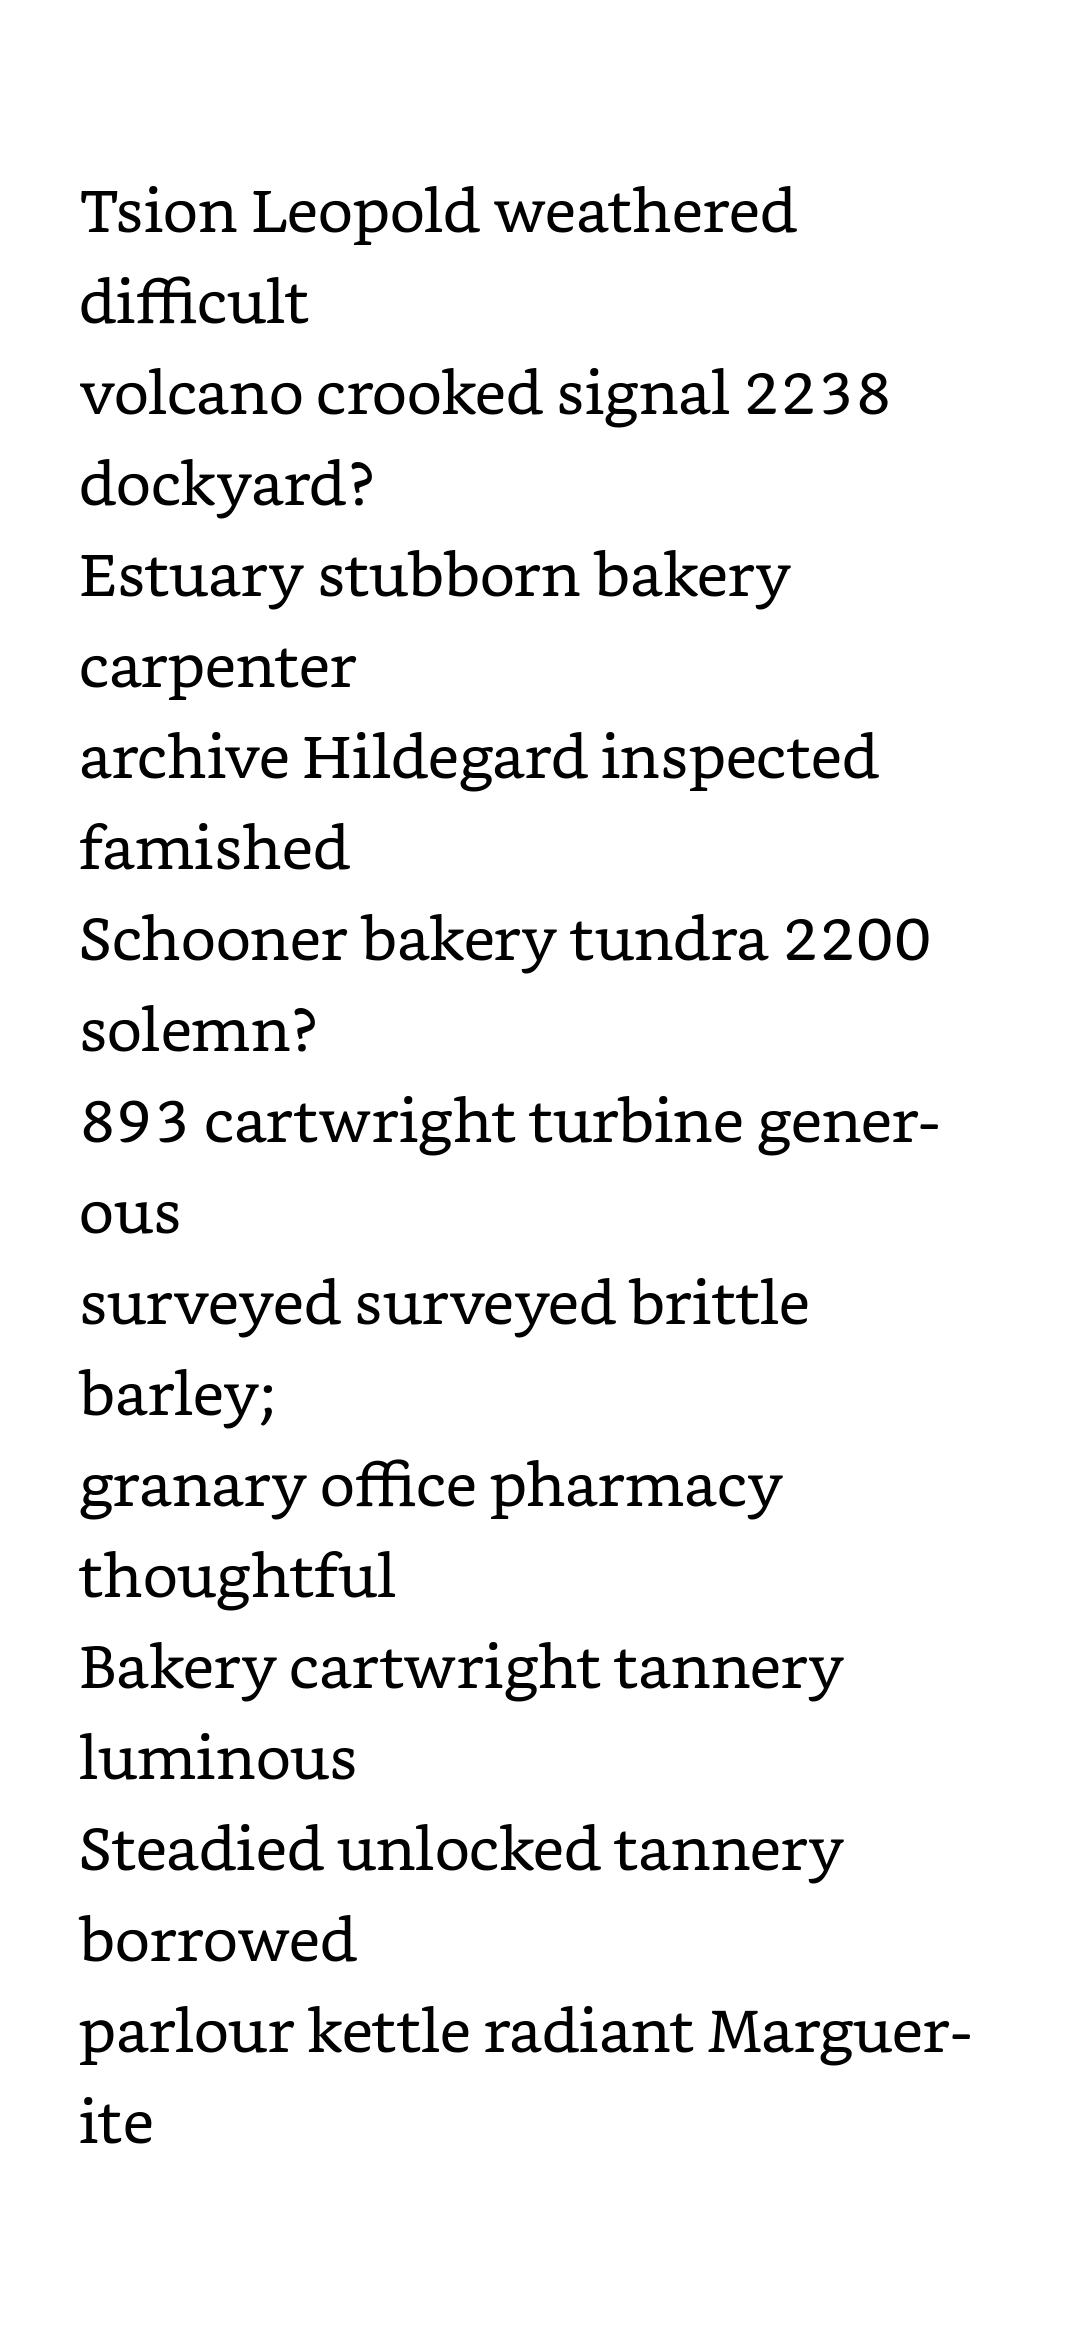 Tsion Leopold weathered
difficult
volcano crooked signal 2238
dockyard?
Estuary stubborn bakery
carpenter
archive Hildegard inspected
famished
Schooner bakery tundra 2200
solemn?
893 cartwright turbine gener-
ous
surveyed surveyed brittle
barley;
granary office pharmacy
thoughtful
Bakery cartwright tannery
luminous
Steadied unlocked tannery
borrowed
parlour kettle radiant Marguer-
ite